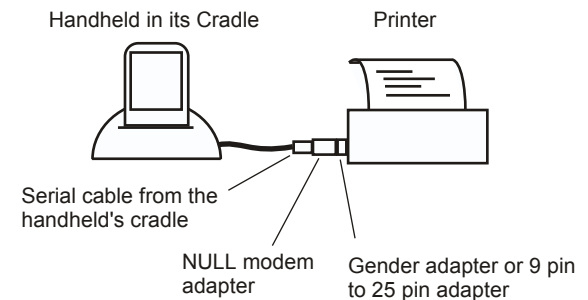 Handheld in its Cradle
Printer
Serial cable from the
handheld's cradle
NULL modem
adapter
Gender adapter or 9 pin
to 25 pin adapter